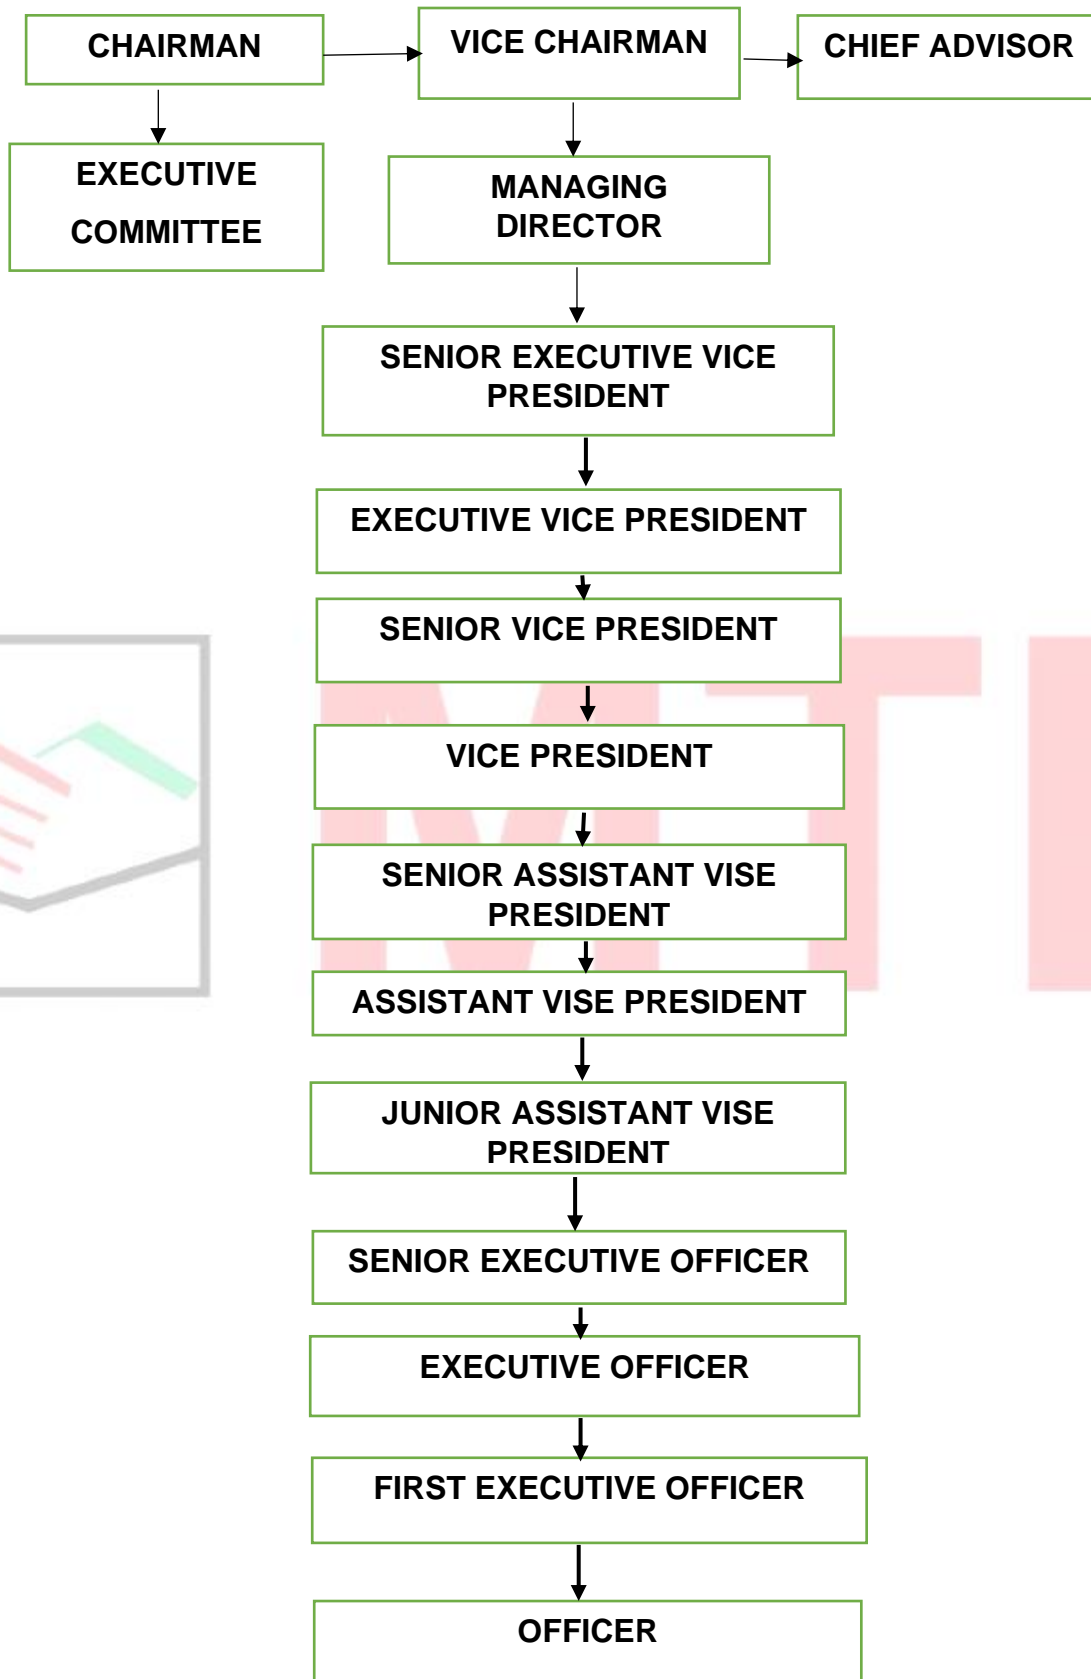 CHAIRMAN
VICE CHAIRMAN
CHIEF ADVISOR
EXECUTIVE
COMMITTEE
MANAGING
DIRECTOR
SENIOR EXECUTIVE VICE
PRESIDENT
EXECUTIVE VICE PRESIDENT
SENIOR VICE PRESIDENT
VICE PRESIDENT
SENIOR ASSISTANT VISE
PRESIDENT
ASSISTANT VISE PRESIDENT
JUNIOR ASSISTANT VISE
PRESIDENT
SENIOR EXECUTIVE OFFICER
EXECUTIVE OFFICER
FIRST EXECUTIVE OFFICER
OFFICER
MT